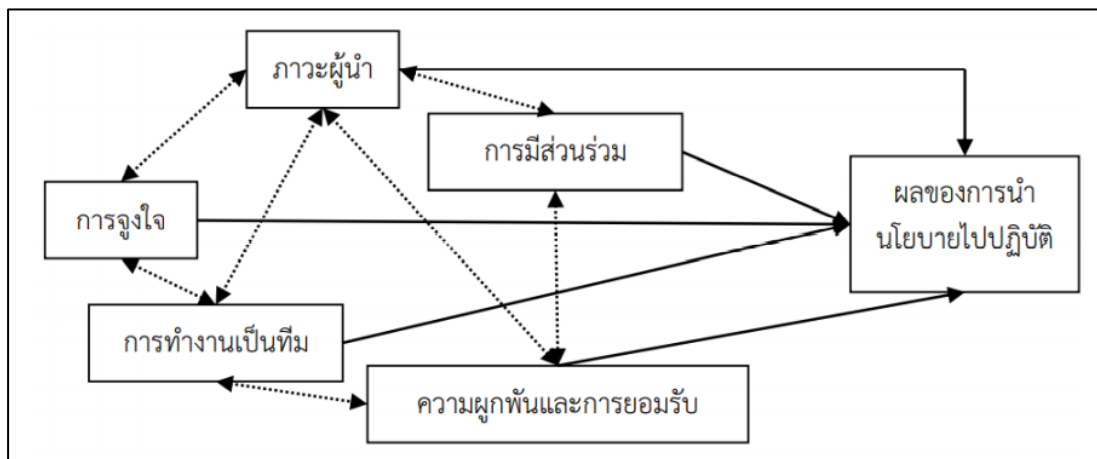 ภาวะผู้นำ
การมีส่วนร่วม
ผลของการนำ
นโยบายไปปฏิบัติ
การจูงใจ
การทำงานเป็นทีม
ความผูกพันและการยอมรับ